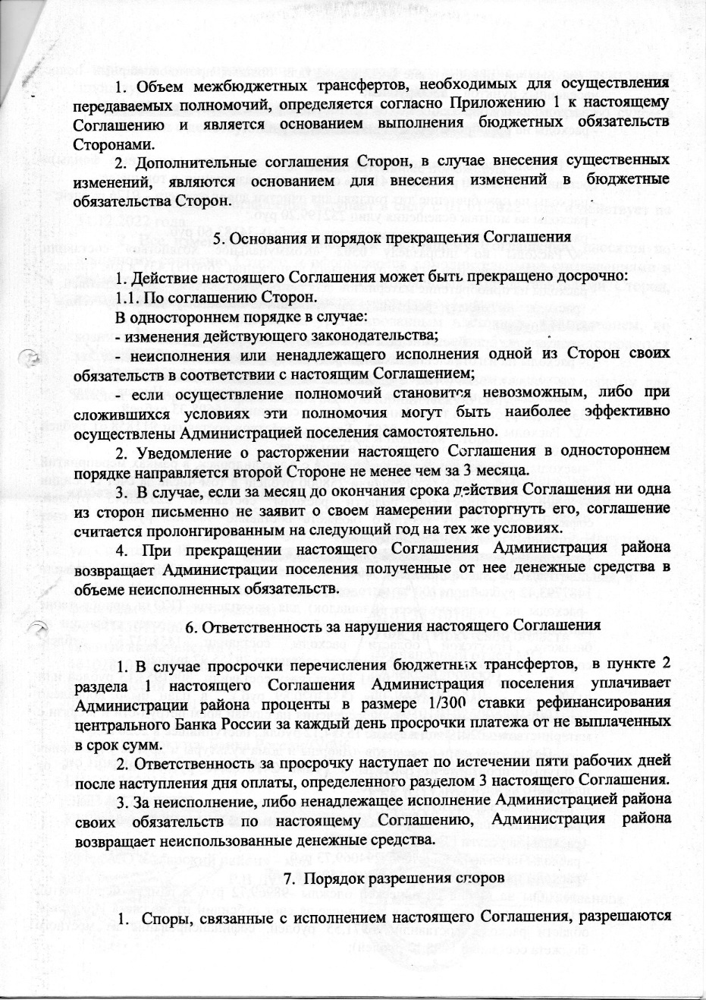 1. Объем межбюджетных трансфертов, необходимых для осуществления
передаваемых полномочий, определяется согласно Приложению 1 к настоящему
Соглашению и является основанием выполнения бюджетных обязательств
Сторонами.
2. Дополнительные соглашения Сторон, в случае внесения существенных
изменений, являются основанием для внесения изменений в бюджетные
обязательства Сторон.
5. Основания и порядок прекращения Соглашения
1. Действие настоящего Соглашения может быть прекращено досрочно:
1.1. По соглашению Сторон.
В одностороннем порядке в случае:
- изменения действующего законодательства;
- неисполнения или ненадлежащего исполнения одной из Сторон своих
обязательств в соответствии с настоящим Соглашением;
- если осуществление полномочий становится невозможным, либо при
сложившихся условиях эти полномочия могут быть наиболее эффективно
осуществлены Администрацией поселения самостоятельно.
2. Уведомление о расторжении настоящего Соглашения в одностороннем
порядке направляется второй Стороне не менее чем за 3 месяца.
3. В случае, если за месяц до окончания срока действия Соглашения ни одна
из сторон письменно не заявит о своем намерении расторгнуть его, соглашение
считается пролонгированным на следующий год на тех же условиях.
4. При прекращении настоящего Соглашения Администрация района
возвращает Администрации поселения полученные от нее денежные средства в
объеме неисполненных обязательств.
6. Ответственность за нарушения настоящего Соглашения
1. В случае просрочки перечисления бюджетных трансфертов, в пункте 2
раздела 1 настоящего Соглашения Администрация поселения уплачивает
Администрации района проценты в размере 1/300 ставки рефинансирования
центрального Банка России за каждый день просрочки платежа от не выплаченных
в срок сумм.
2. Ответственность за просрочку наступает по истечении пяти рабочих дней
после наступления дня оплаты, определенного разделом 3 настоящего Соглашения.
3. За неисполнение, либо ненадлежащее исполнение Администрацией района
своих обязательств по настоящему Соглашению, Администрация района
возвращает неиспользованные денежные средства.
7. Порядок разрешения споров
1. Споры, связанные с исполнением настоящего Соглашения, разрешаются